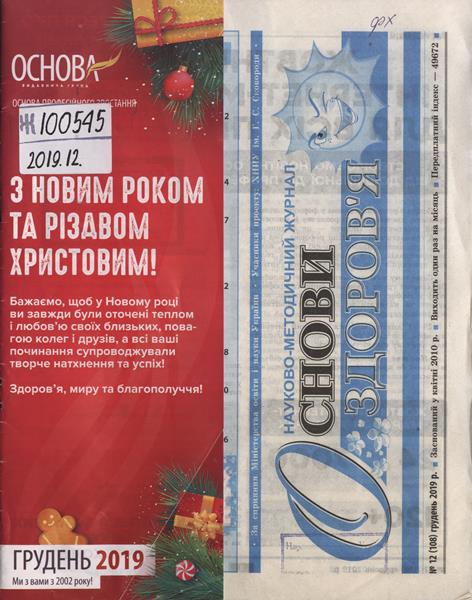 ОСНОВА
ВИДАВНИЧА ГРУПА
ОСНОВА ПРОФЕСІЙНОГО ЗРОСТАННЯ
Ж 100545
2019.12.
З НОВИМ РОКОМ
ТА РІЗДВОМ
ХРИСТОВИМ!
Бажаємо, щоб у Новому році
ви завжди були оточені теплом
і любов’ю своїх близьких, пова-
гою колег і друзів, а всі ваші
починання супроводжували
творче натхнення та успіх!
Здоров’я, миру та благополуччя!
ГРУДЕНЬ 2019
Ми з вами з 2002 року!
За сприяння Міністерства освіти і науки України · Учасники проекту: ХНПУ ім. Г. С. Сковороди
НАУКОВО-МЕТОДИЧНИЙ ЖУРНАЛ
ОСНОВИ
ЗДОРОВ’Я
№ 12 (108) грудень 2019 р. ■ Заснований у квітні 2010 р. ■ Виходить один раз на місяць ■ Передплатний індекс — 49672 ■